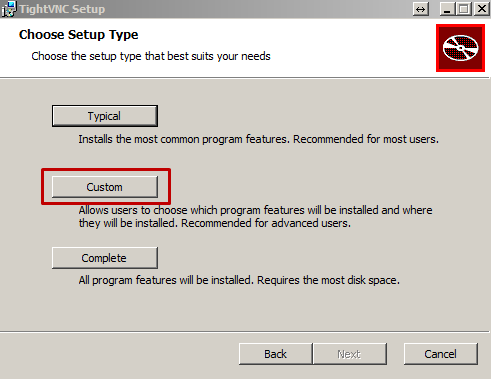 TightVNC Setup
Choose Setup Type
Choose the setup type that best suits your needs
Typical
Installs the most common program features. Recommended for most users.
Custom
Allows users to choose which program features will be installed and where
they will be installed. Recommended for advanced users.
Complete
All program features will be installed. Requires the most disk space.
Back Next Cancel